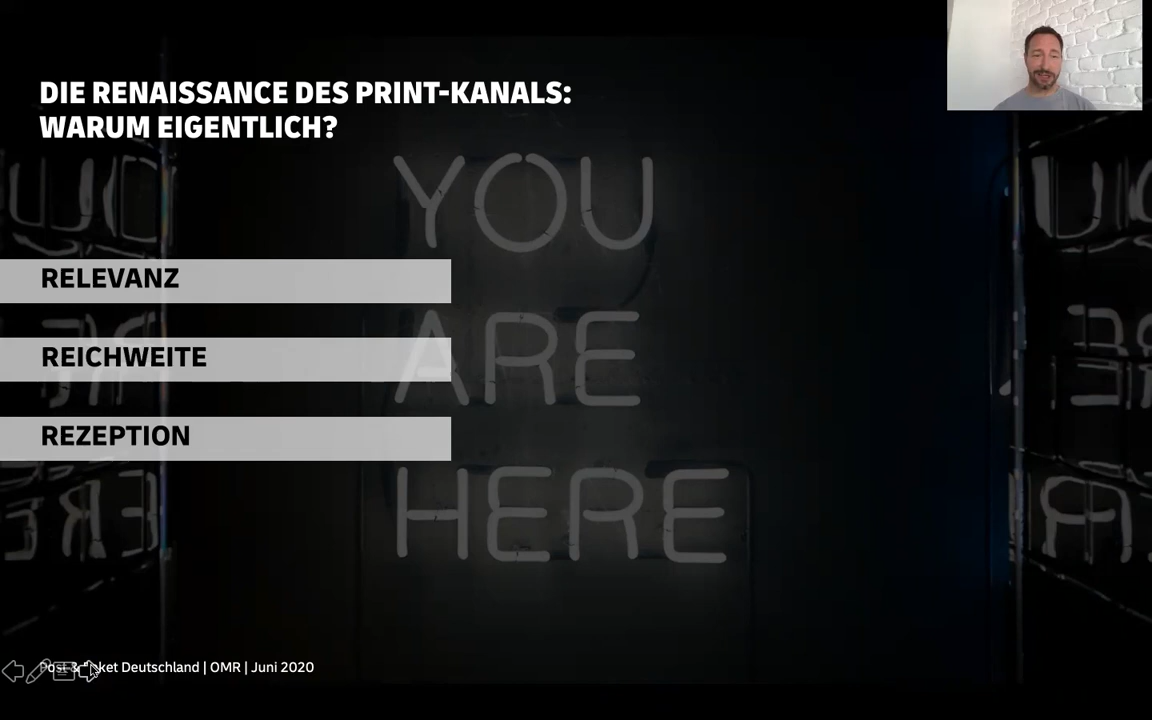 DIE RENAISSANCE DES PRINT-KANALS:
WARUM EIGENTLICH?
YOU
RELEVANZ
ARE
REICHWEITE
REZEPTION
HERE
Deutschland | OMR | Juni 2020